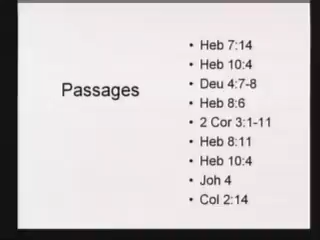 Passages
• Heb 7:14
• Heb 10:4
• Deu 4:7-8
• Heb 8:6
• 2 Cor 3:1-11
• Heb 8:11
• Heb 10:4
• Joh 4
• Col 2:14